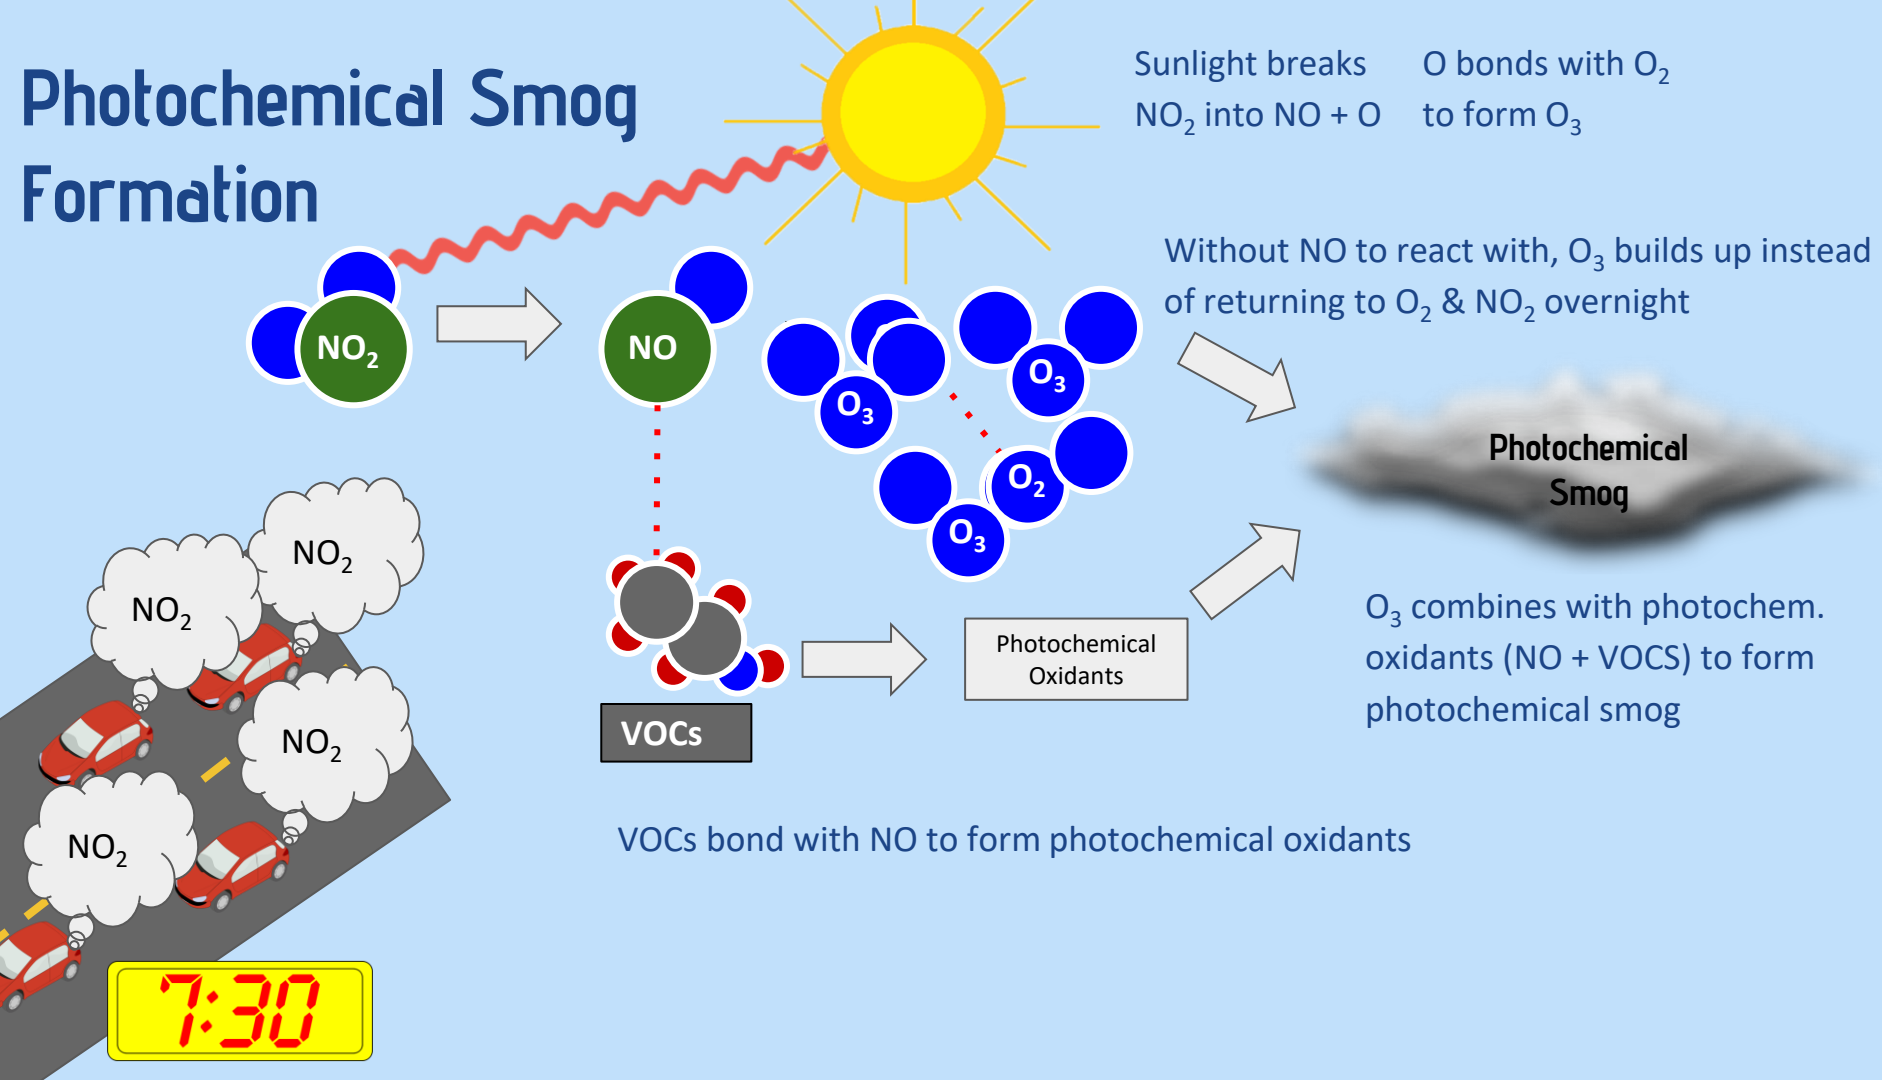 Photochemical Smog
Formation
Sunlight breaks
NO₂ into NO + O
O bonds with O₂
to form O₃
Without NO to react with, O₃ builds up instead
of returning to O₂ & NO₂ overnight
NO₂
NO
O₃
O₃
O₂
O₃
Photochemical
Smog
NO₂
NO₂
NO₂
NO₂
VOCs
Photochemical
Oxidants
O₃ combines with photochem.
oxidants (NO + VOCS) to form
photochemical smog
VOCs bond with NO to form photochemical oxidants
7:30